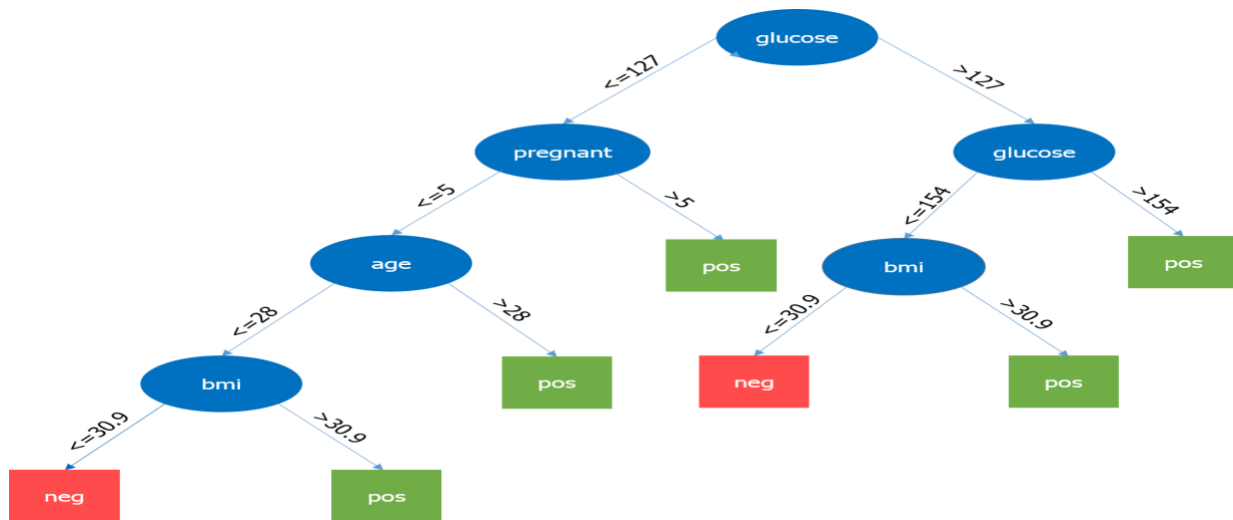 glucose
<=127
>127
pregnant
glucose
<=5
>5
<=154
>154
age
pos
bmi
pos
<=28
>28
<=30.9
>30.9
bmi
pos
neg
pos
<=30.9
>30.9
neg
pos